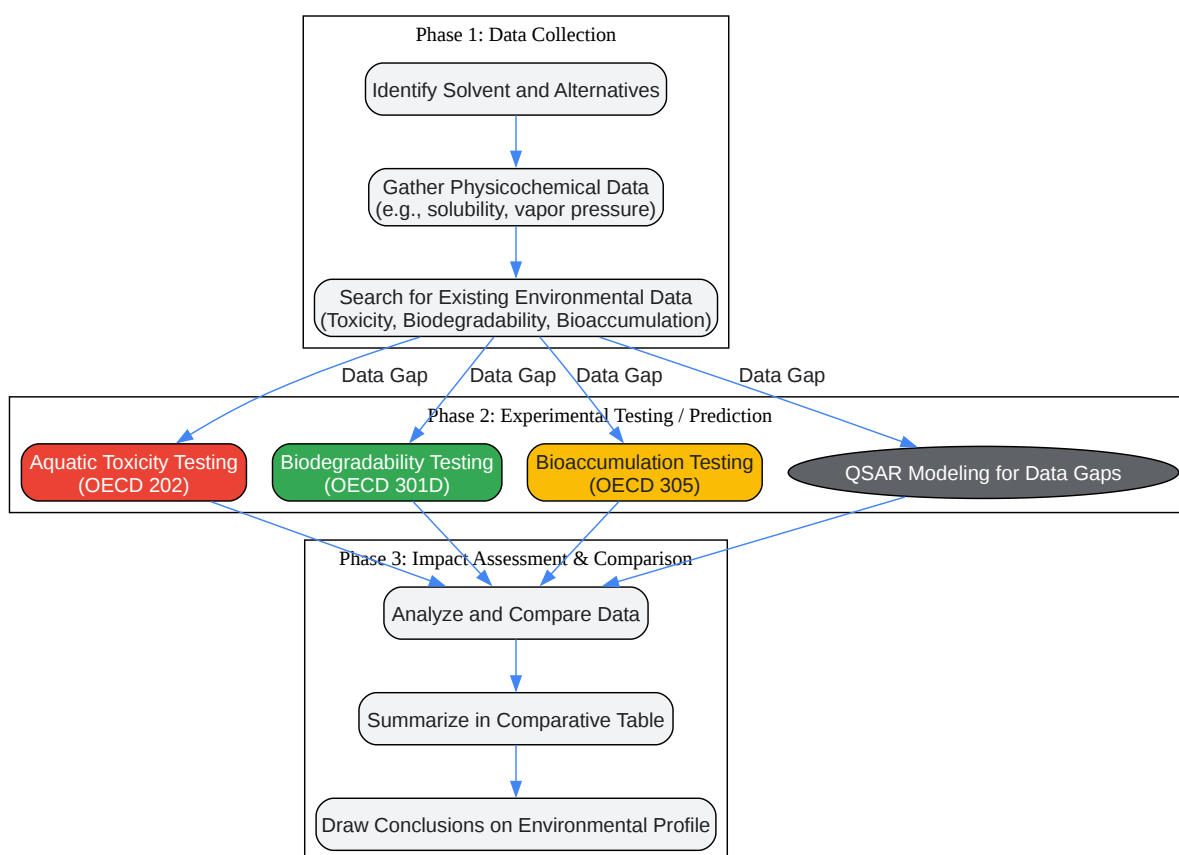 Phase 1: Data Collection
Identify Solvent and Alternatives
Gather Physicochemical Data
(e.g., solubility, vapor pressure)
Search for Existing Environmental Data
(Toxicity, Biodegradability, Bioaccumulation)
Data Gap
Data Gap
Data Gap
Data Gap
Phase 2: Experimental Testing / Prediction
Aquatic Toxicity Testing
(OECD 202)
Biodegradability Testing
(OECD 301D)
Bioaccumulation Testing
(OECD 305)
QSAR Modeling for Data Gaps
Phase 3: Impact Assessment & Comparison
Analyze and Compare Data
Summarize in Comparative Table
Draw Conclusions on Environmental Profile